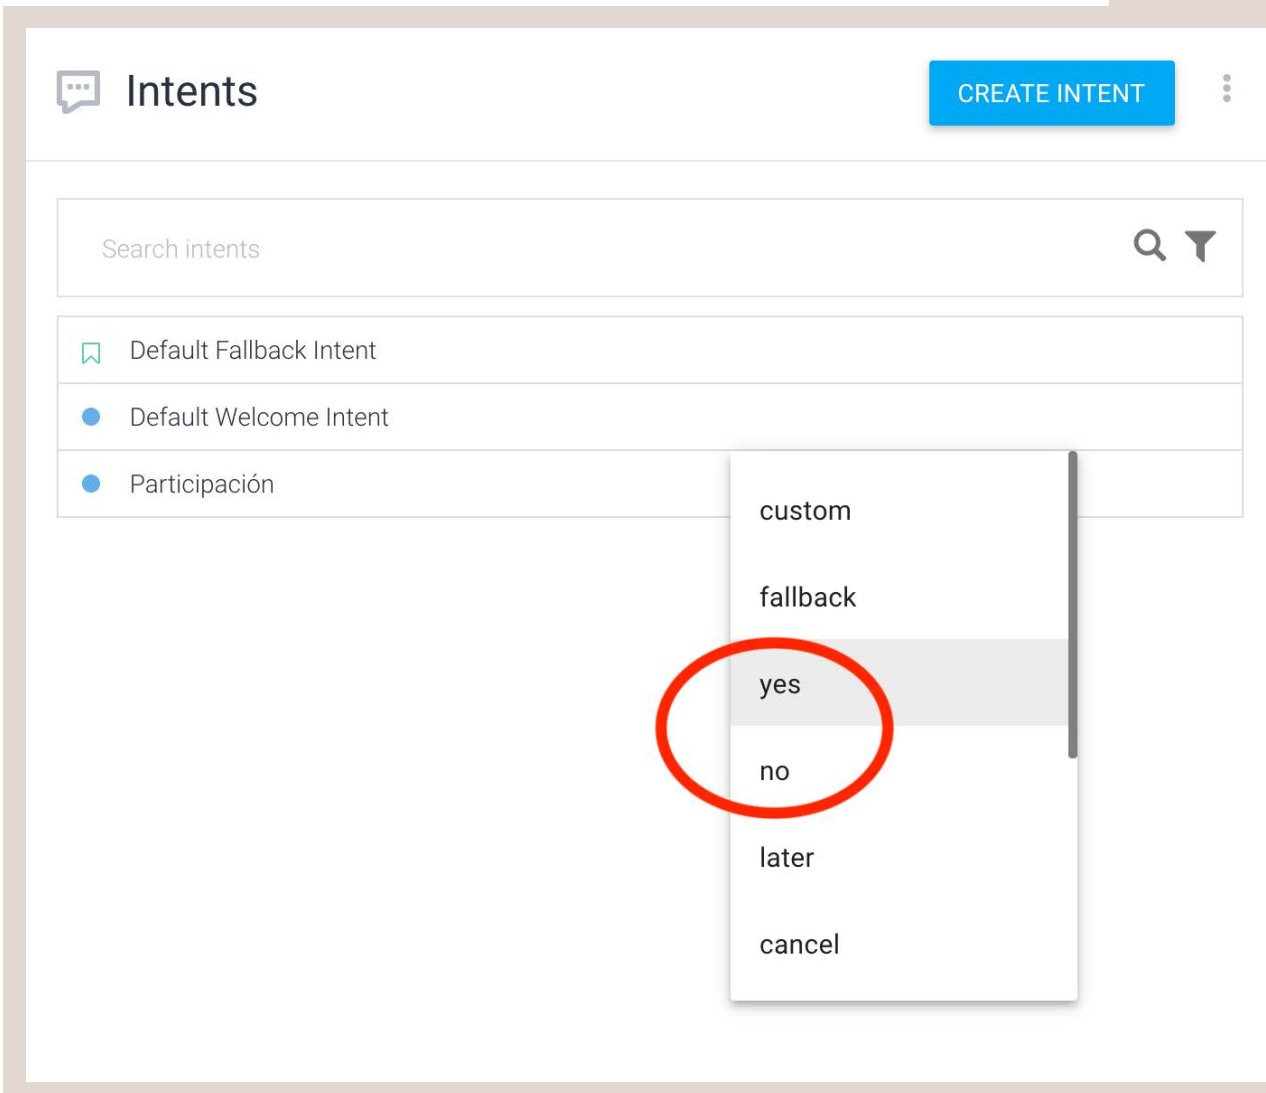 Intents
CREATE INTENT
Search intents
Default Fallback Intent
Default Welcome Intent
Participación
custom
fallback
yes
no
later
cancel